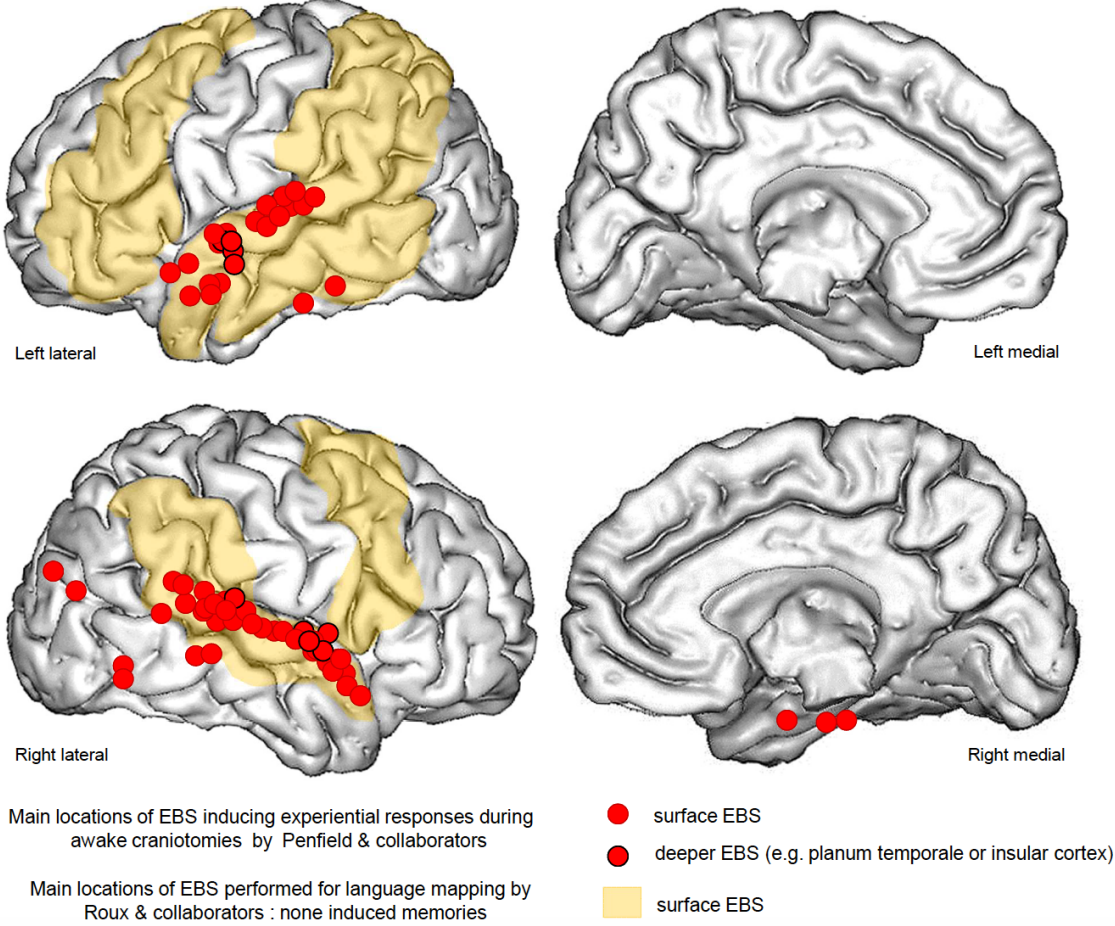 Left lateral
Left medial
Right lateral
Right medial
Main locations of EBS inducing experiential responses during
awake craniotomies by Penfield & collaborators
Main locations of EBS performed for language mapping by
Roux & collaborators : none induced memories
surface EBS
deeper EBS (e.g. planum temporale or insular cortex)
surface EBS